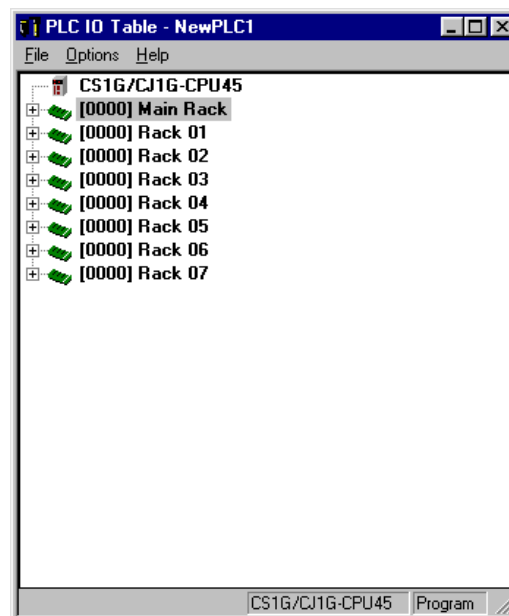 PLC IO Table - NewPLC1
File Options Help
CS1G/CJ1G-CPU45
[0000] Main Rack
[0000] Rack 01
[0000] Rack 02
[0000] Rack 03
[0000] Rack 04
[0000] Rack 05
[0000] Rack 06
[0000] Rack 07
CS1G/CJ1G-CPU45 Program